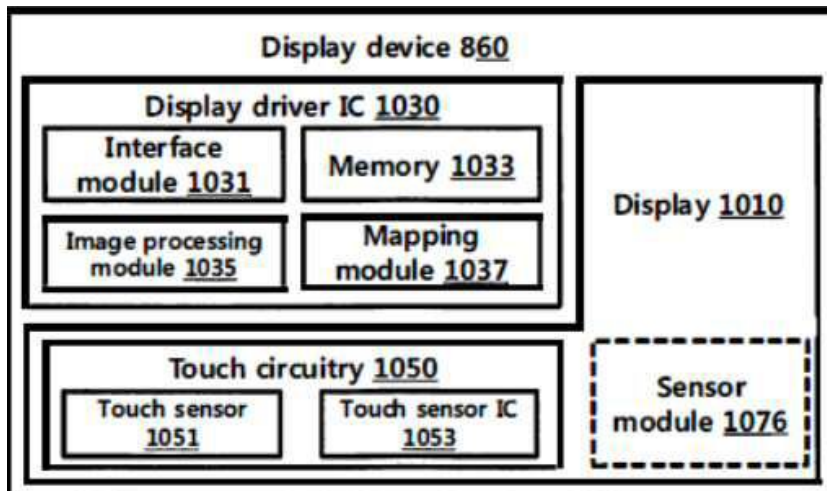 Display device 860
Display driver IC 1030
Interface
module 1031
Memory 1033
Image processing
module 1035
Mapping
module 1037
Display 1010
Touch circuitry 1050
Touch sensor
1051
Touch sensor IC
1053
Sensor
module 1076